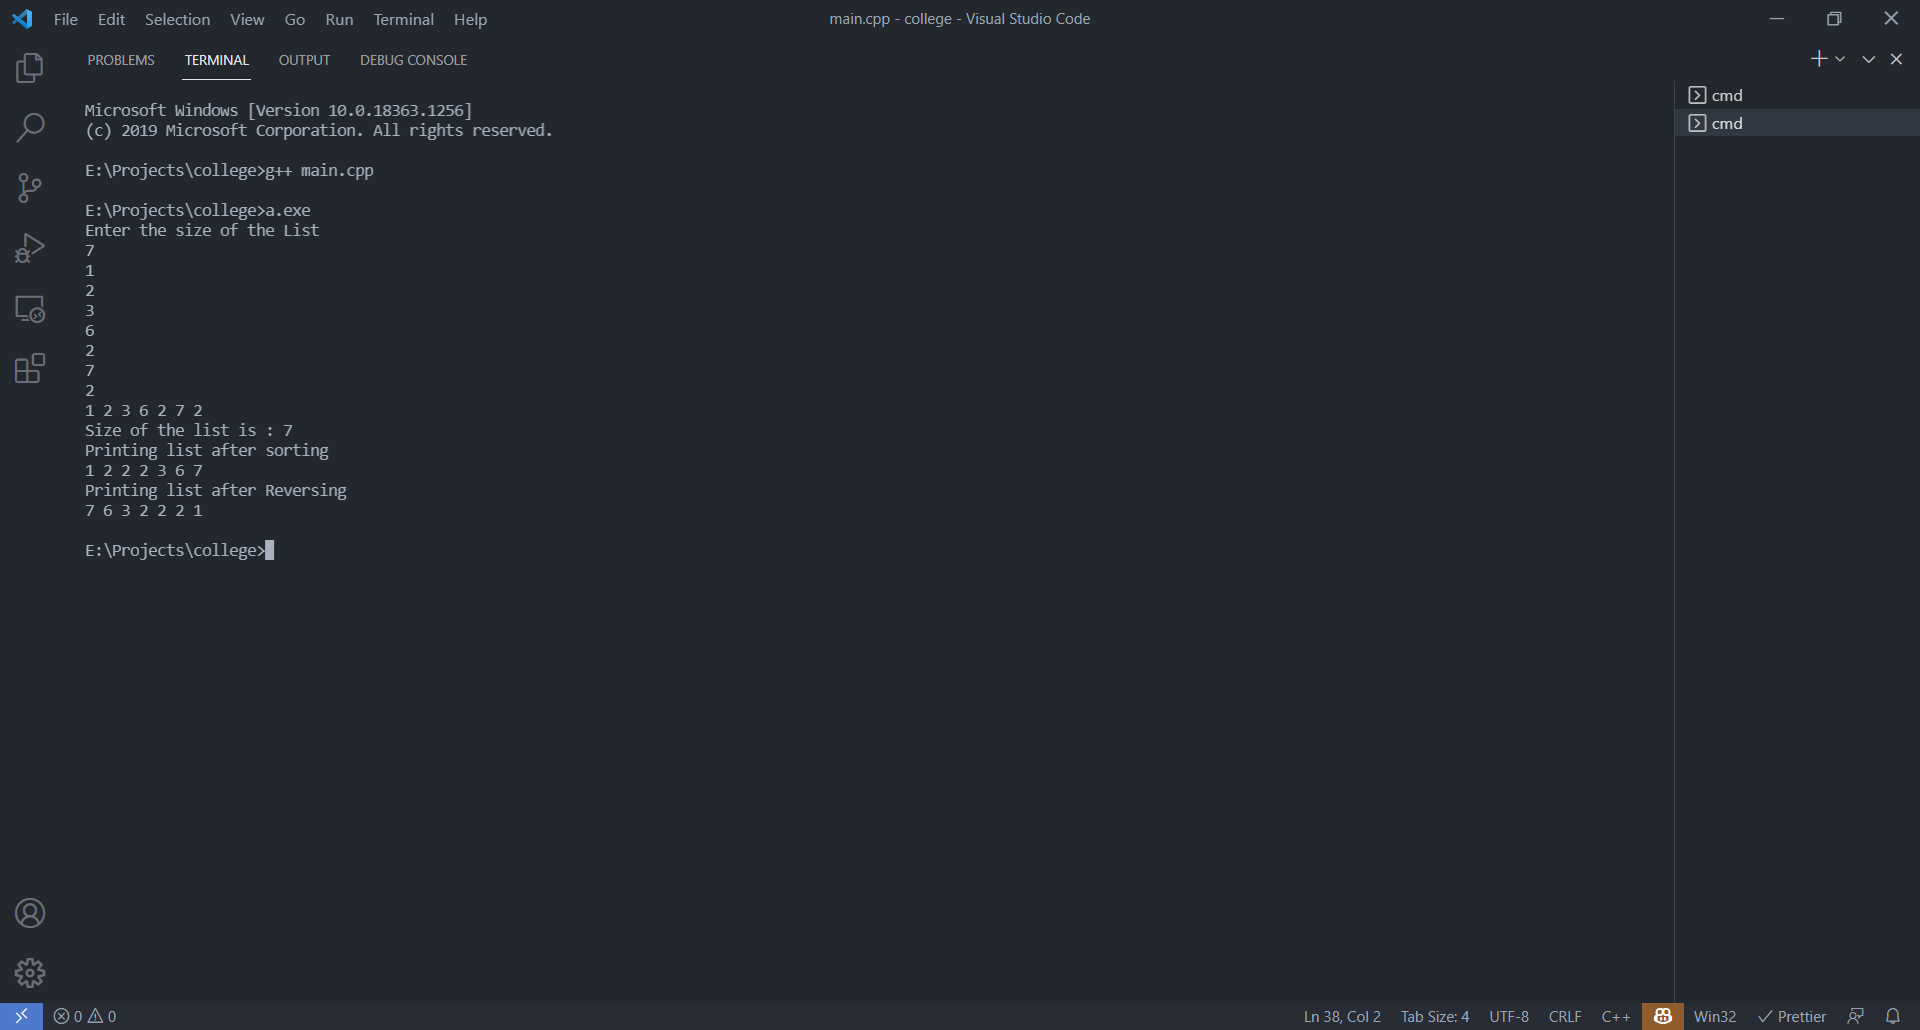 File Edit Selection View Go Run Terminal Help
main.cpp - college - Visual Studio Code
PROBLEMS TERMINAL OUTPUT DEBUG CONSOLE
Microsoft Windows [Version 10.0.18363.1256]
(c) 2019 Microsoft Corporation. All rights reserved.
E:\Projects\college>g++ main.cpp
E:\Projects\college>a.exe
Enter the size of the List
7
1
2
3
6
2
7
2
1 2 3 6 2 7 2
Size of the list is : 7
Printing list after sorting
1 2 2 2 3 6 7
Printing list after Reversing
7 6 3 2 2 2 1
E:\Projects\college>
cmd
cmd
0 0
Ln 38, Col 2 Tab Size: 4 UTF-8 CRLF C++ Win32 Prettier